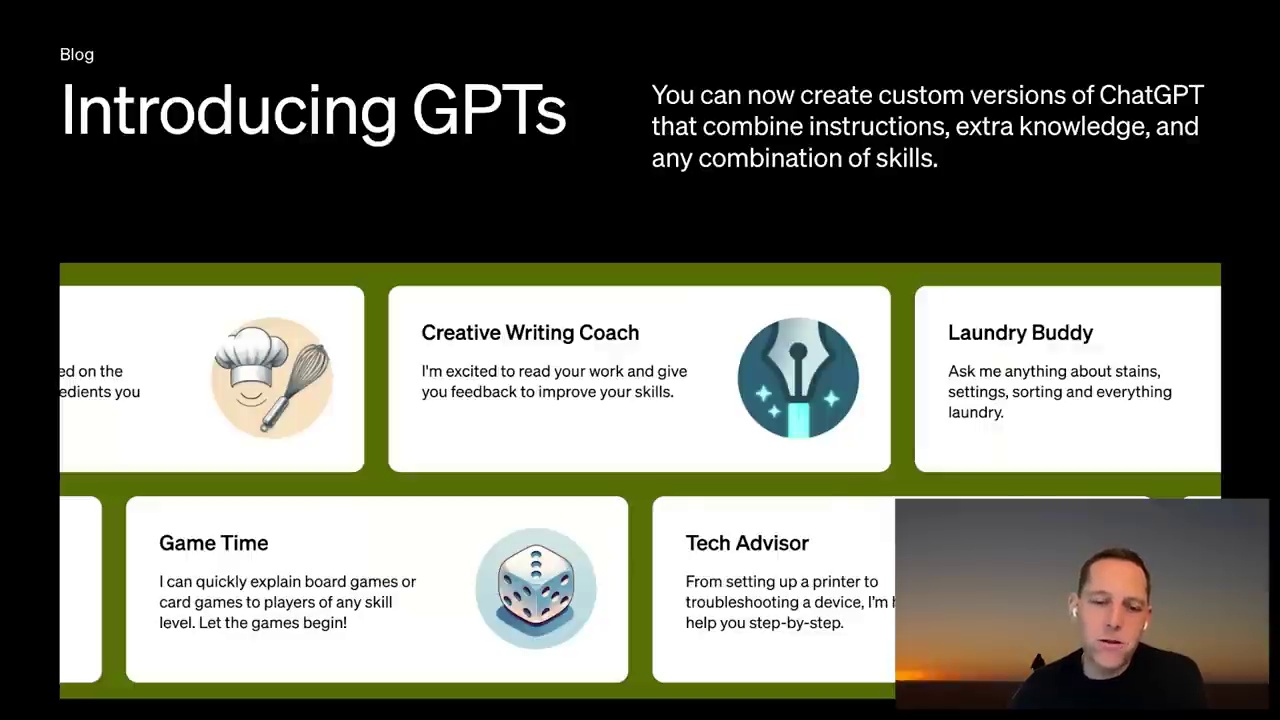 Blog
Introducing GPTs
You can now create custom versions of ChatGPT
that combine instructions, extra knowledge, and
any combination of skills.
ed on the
edients you
Creative Writing Coach
I'm excited to read your work and give
you feedback to improve your skills.
Laundry Buddy
Ask me anything about stains,
settings, sorting and everything
laundry.
Game Time
I can quickly explain board games or
card games to players of any skill
level. Let the games begin!
Tech Advisor
From setting up a printer to
troubleshooting a device, I'm
help you step-by-step.